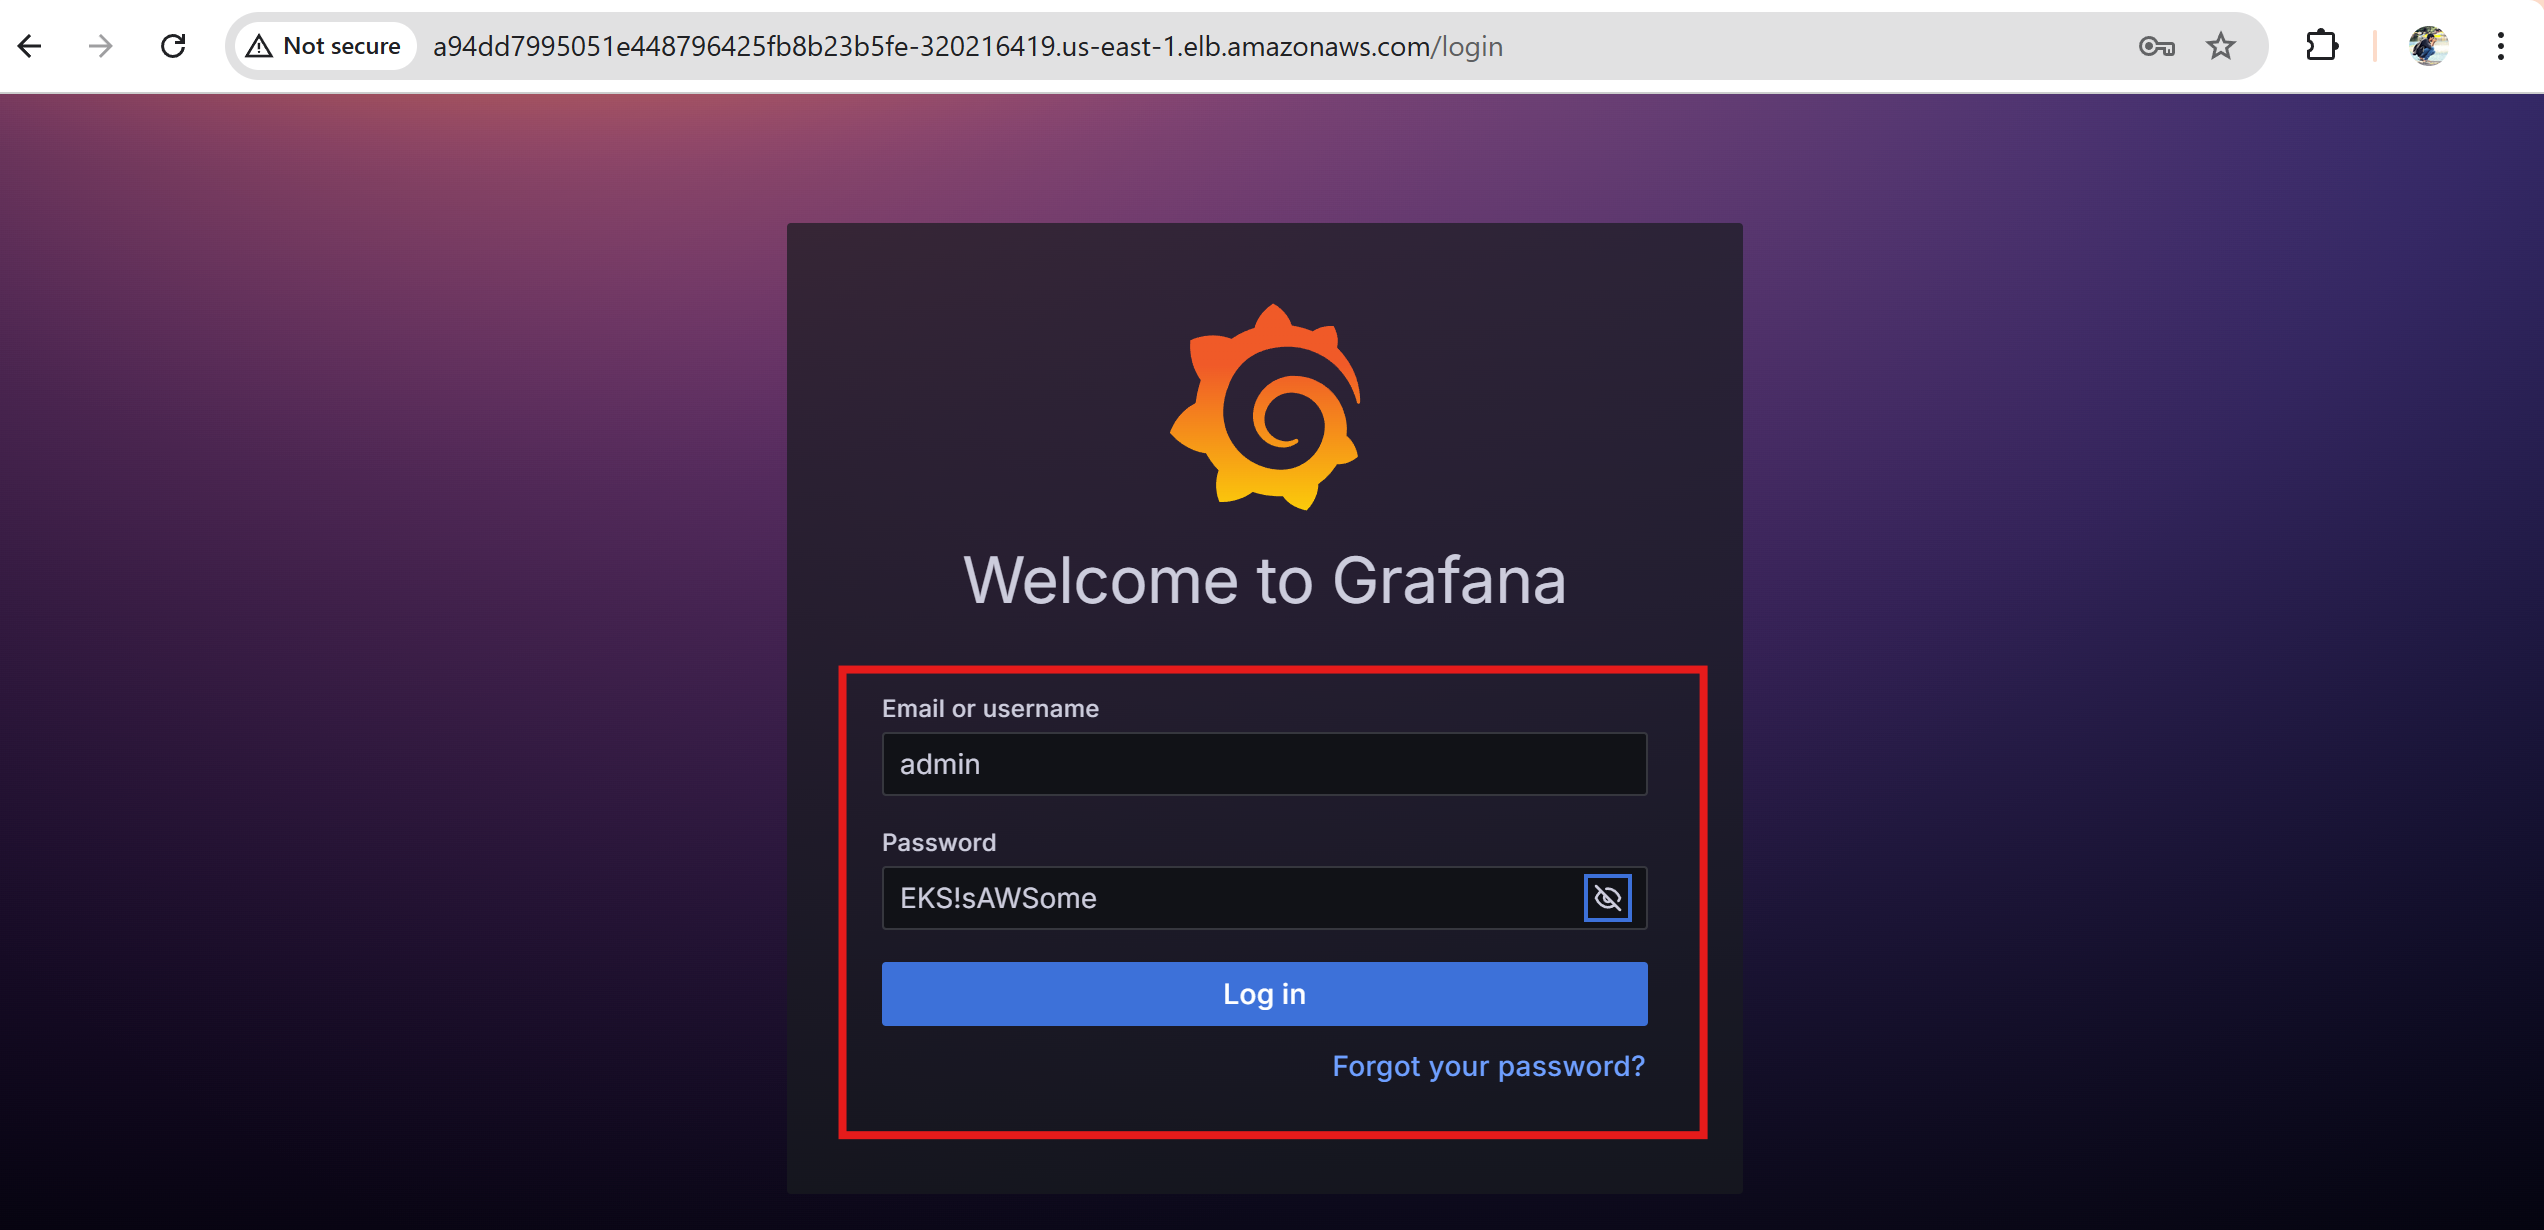 Not secure
a94dd7995051e448796425fb8b23b5fe-320216419.us-east-1.elb.amazonaws.com/login
Welcome to Grafana
Email or username
admin
Password
EKS!sAWSome
Log in
Forgot your password?